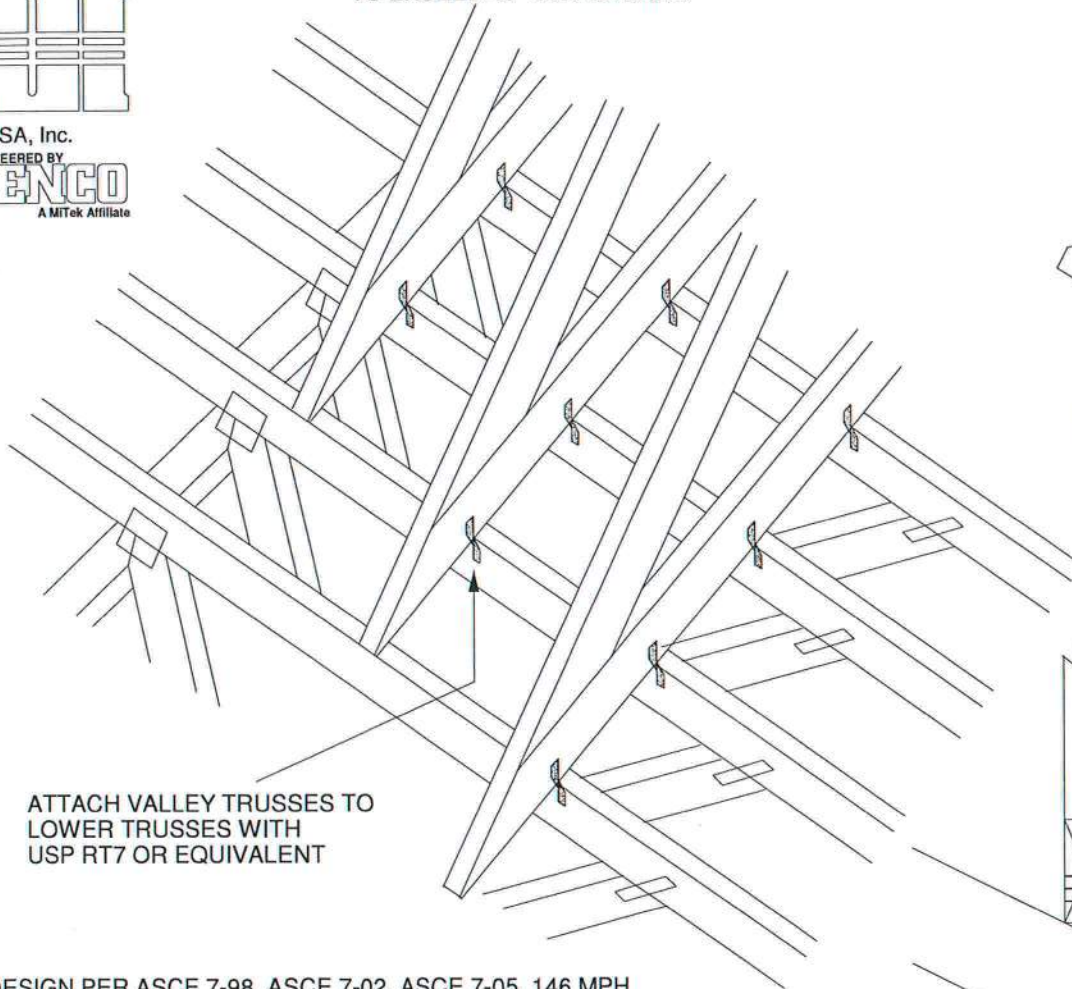 SA, Inc.
EERED BY
ENCO
A MiTek Affiliate
ATTACH VALLEY TRUSSES TO
LOWER TRUSSES WITH
USP RT7 OR EQUIVALENT
DESIGN PER ASCE 7-98, ASCE 7-02, ASCE 7-05 146 MPH